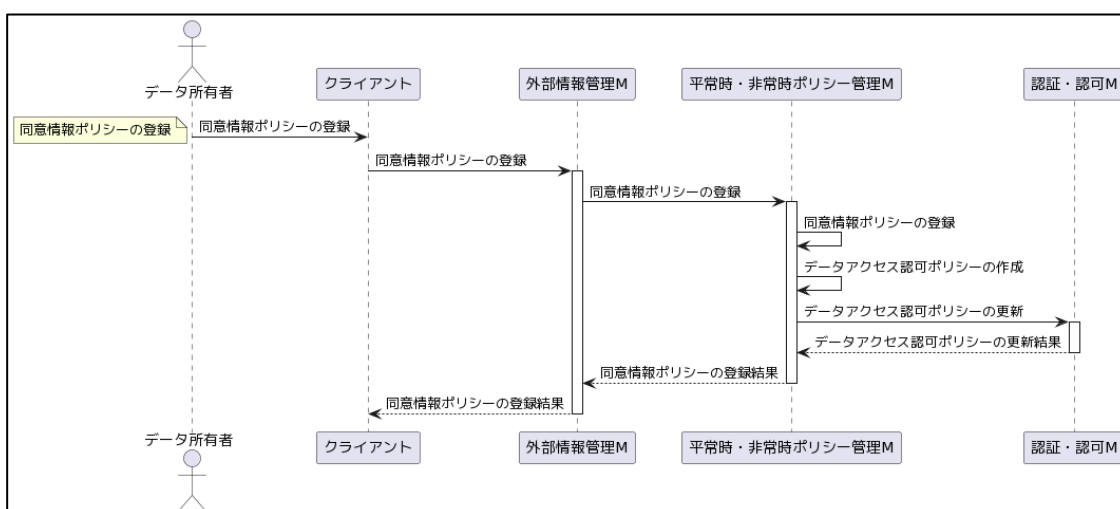 データ所有者
クライアント
外部情報管理M
平常時・非常時ポリシー管理M
認証・認可M
同意情報ポリシーの登録
同意情報ポリシーの登録
同意情報ポリシーの登録
同意情報ポリシーの登録
同意情報ポリシーの登録
データアクセス認可ポリシーの作成
データアクセス認可ポリシーの更新
データアクセス認可ポリシーの更新結果
同意情報ポリシーの登録結果
同意情報ポリシーの登録結果
データ所有者
クライアント
外部情報管理M
平常時・非常時ポリシー管理M
認証・認可M